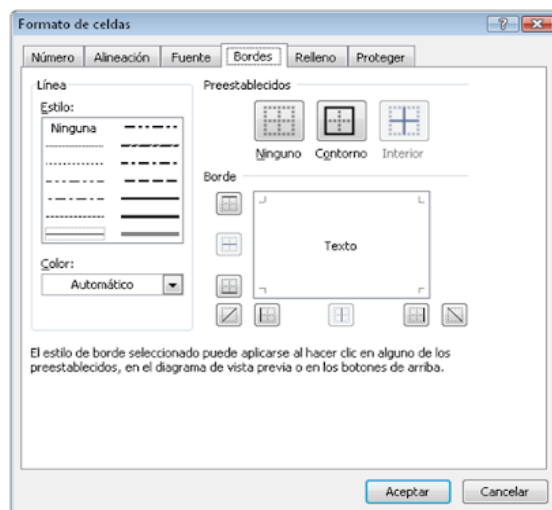 Formato de celdas
Número Alineación Fuente Bordes Relleno Proteger
Línea
Estilo:
Ninguna
Color:
Automático
Preestablecidos
Ninguno Contorno Interior
Borde
Texto
El estilo de borde seleccionado puede aplicarse al hacer clic en alguno de los
preestablecidos, en el diagrama de vista previa o en los botones de arriba.
Aceptar Cancelar